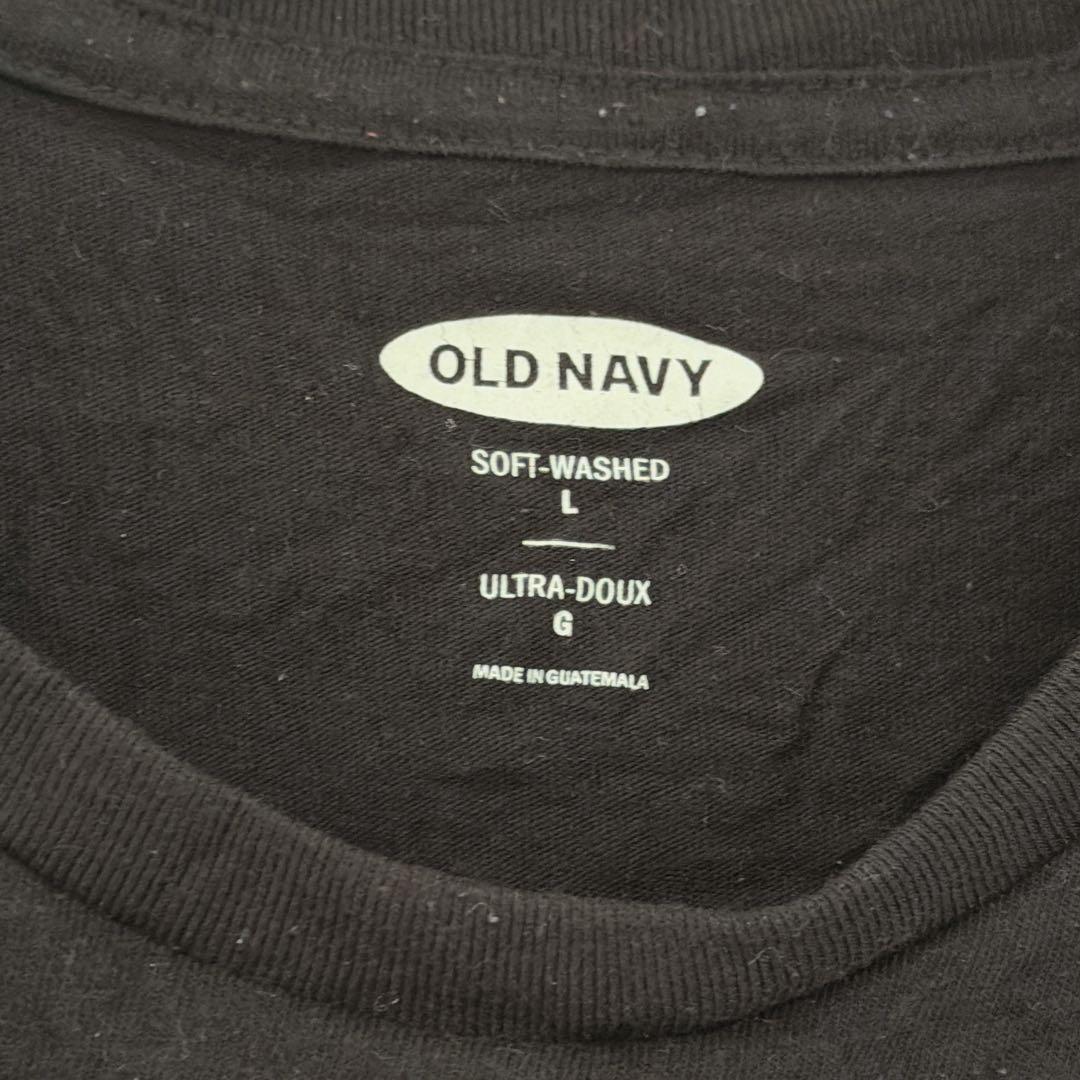 OLD NAVY
SOFT-WASHED
L
ULTRA-DOUX
G
MADE IN GUATEMALA